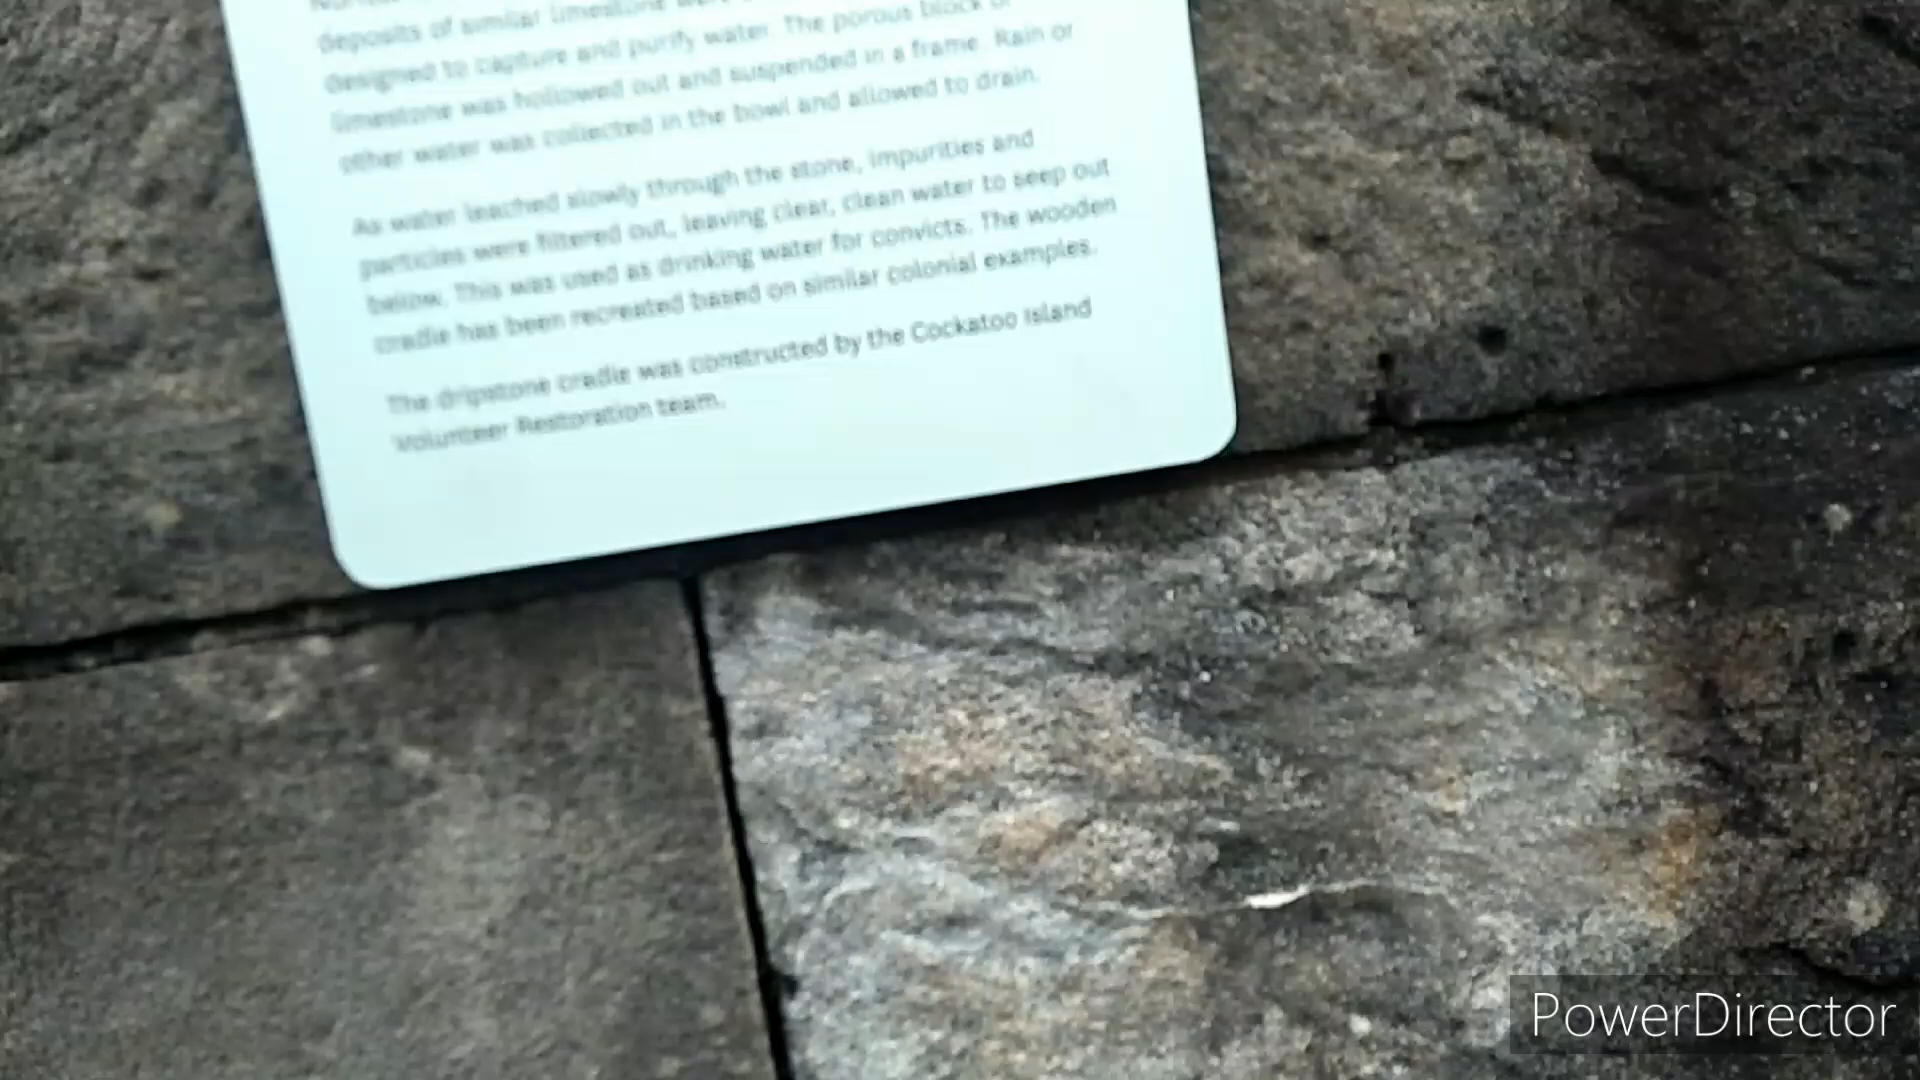 deposits of similar limestone were
designed to capture and purify water. The porous block of
limestone was hollowed out and suspended in a frame. Rain or
other water was collected in the bowl and allowed to drain.
As water leached slowly through the stone, impurities and
particles were filtered out, leaving clear, clean water to seep out
below. This was used as drinking water for convicts. The wooden
cradle has been recreated based on similar colonial examples.
The dripstone cradle was constructed by the Cockatoo Island
Volunteer Restoration team.
PowerDirector